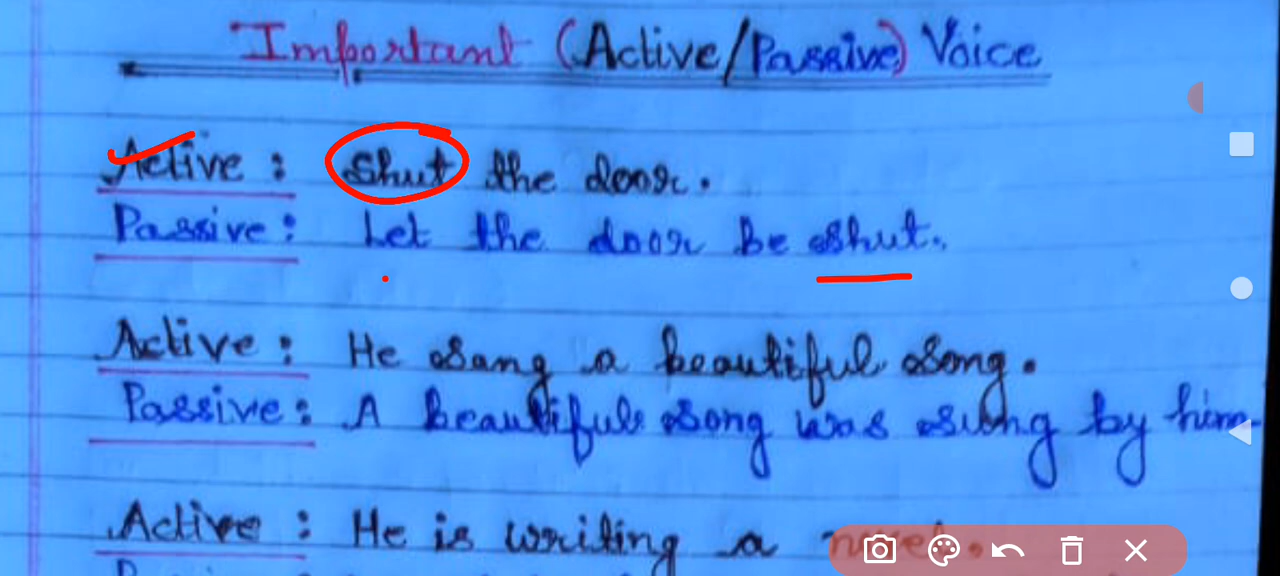 Important (Active/Passive) Voice
Active : Shut the door.
Passive : Let the door be shut.
Active : He sang a beautiful song.
Passive : A beautiful song was sung by him
Active : He is writing a novel.